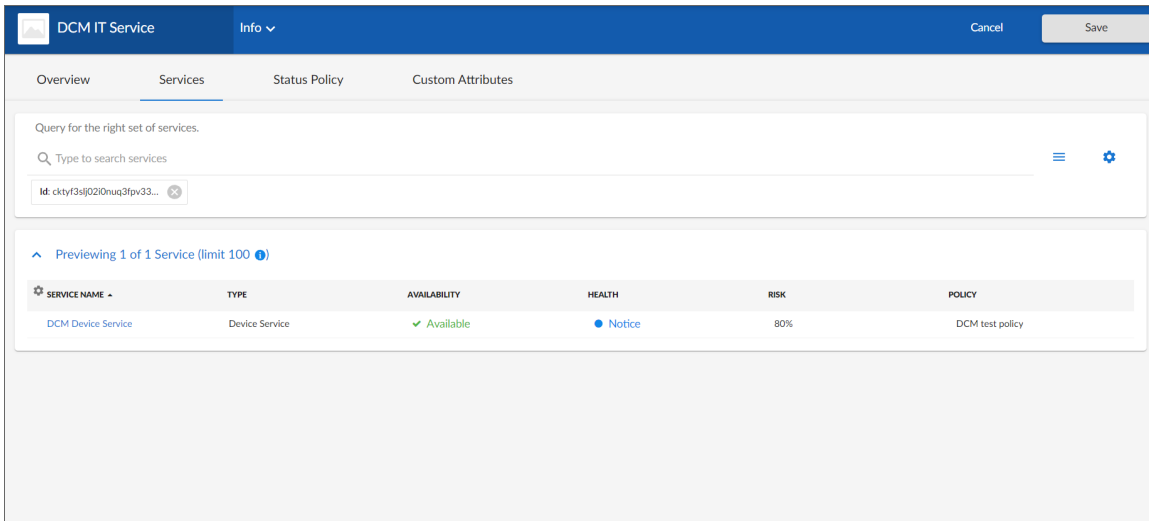 DCM IT Service Info Cancel Save
Overview Services Status Policy Custom Attributes
Query for the right set of services.
Type to search services
Id: cktyf3slj02i0nuq3fpv33...
Previewing 1 of 1 Service (limit 100 i)
SERVICE NAME TYPE AVAILABILITY HEALTH RISK POLICY
DCM Device Service Device Service Available Notice 80% DCM test policy